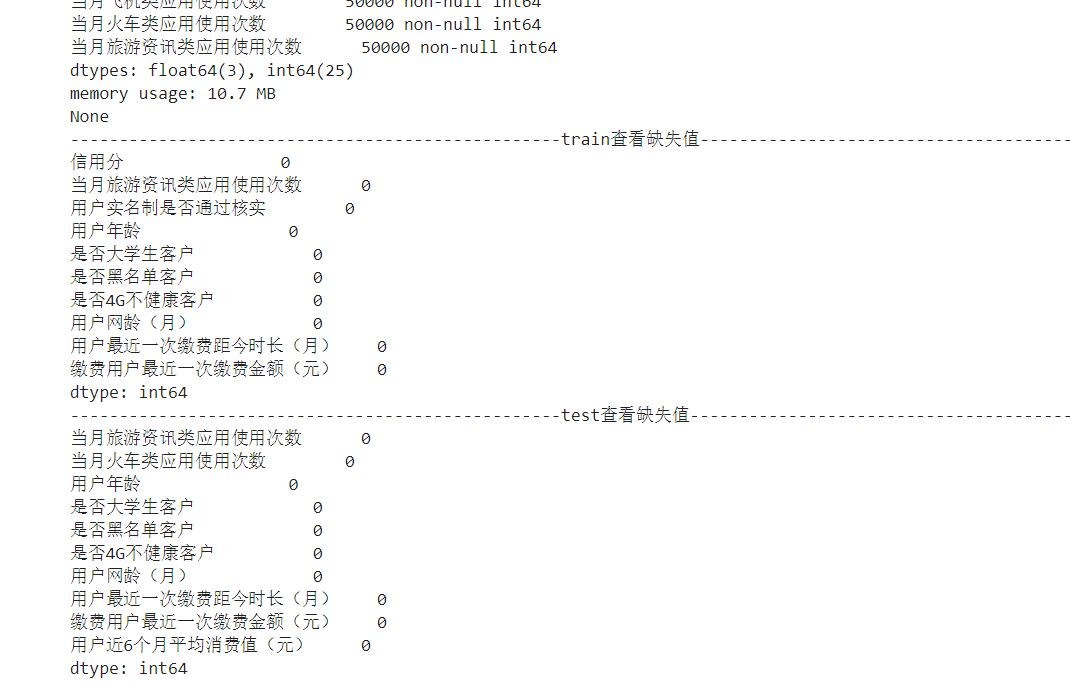 当月飞机类应用使用次数 50000 non-null int64
当月火车类应用使用次数 50000 non-null int64
当月旅游资讯类应用使用次数 50000 non-null int64
dtypes: float64(3), int64(25)
memory usage: 10.7 MB
None
--------------------------------------------------train查看缺失值--------------------------------------
信用分 0
当月旅游资讯类应用使用次数 0
用户实名制是否通过核实 0
用户年龄 0
是否大学生客户 0
是否黑名单客户 0
是否4G不健康客户 0
用户网龄（月） 0
用户最近一次缴费距今时长（月） 0
缴费用户最近一次缴费金额（元） 0
dtype: int64
--------------------------------------------------test查看缺失值---------------------------------------
当月旅游资讯类应用使用次数 0
当月火车类应用使用次数 0
用户年龄 0
是否大学生客户 0
是否黑名单客户 0
是否4G不健康客户 0
用户网龄（月） 0
用户最近一次缴费距今时长（月） 0
缴费用户最近一次缴费金额（元） 0
用户近6个月平均消费值（元） 0
dtype: int64